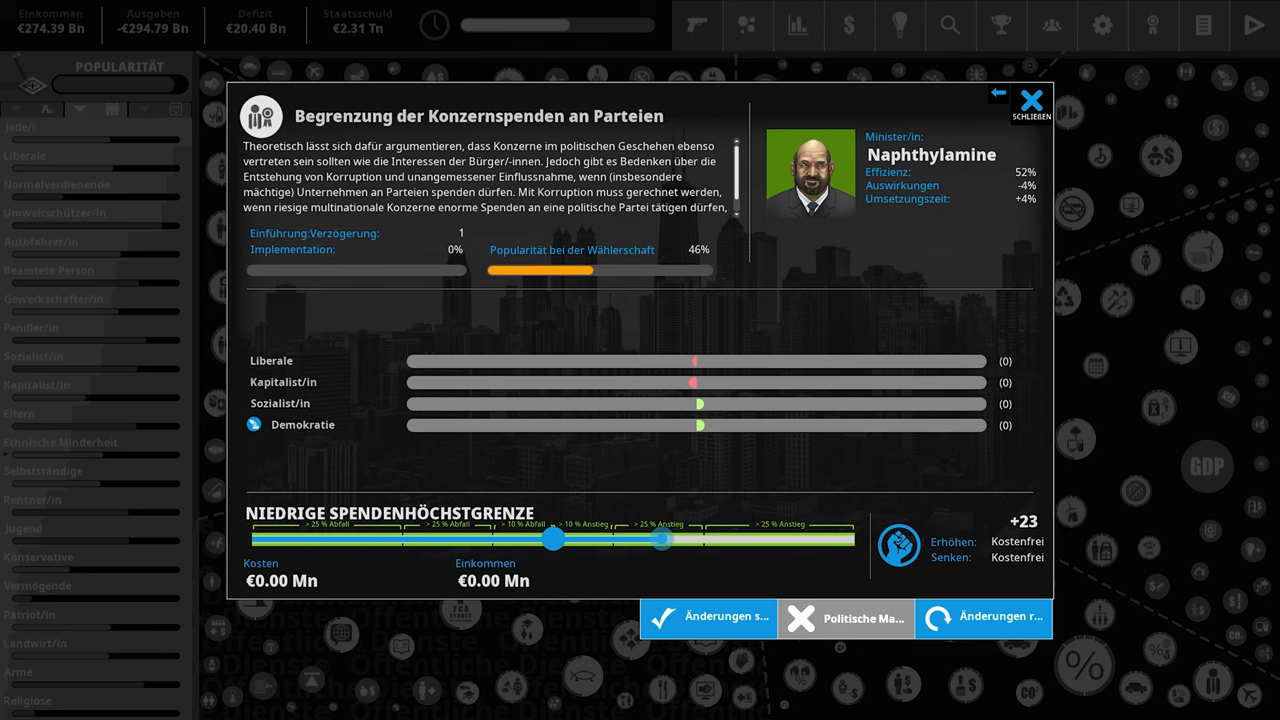 Einkommen
€274.39 Bn
Ausgaben
-€294.79 Bn
Defizit
€20.40 Bn
Staatsschuld
€2.31 Tn
POPULARITÄT
Jede/r
Liberale
Normalverdienende
Umweltschützer/in
Autofahrer/in
Beamtete Person
Gewerkschafter/in
Pendler/in
Sozialist/in
Kapitalist/in
Eltern
Ethnische Minderheit
Selbstständige
Rentner/in
Jugend
Konservative
Vermögende
Patriot/in
Landwirt/in
Arme
Religiöse
Begrenzung der Konzernspenden an Parteien
SCHLIEßEN
Theoretisch lässt sich dafür argumentieren, dass Konzerne im politischen Geschehen ebenso
vertreten sein sollten wie die Interessen der Bürger/-innen. Jedoch gibt es Bedenken über die
Entstehung von Korruption und unangemessener Einflussnahme, wenn (insbesondere
mächtige) Unternehmen an Parteien spenden dürfen. Mit Korruption muss gerechnet werden,
wenn riesige multinationale Konzerne enorme Spenden an eine politische Partei tätigen dürfen,
Minister/in:
Naphthylamine
Effizienz: 52%
Auswirkungen -4%
Umsetzungszeit: +4%
Einführung:Verzögerung: 1
Implementation: 0%
Popularität bei der Wählerschaft 46%
Liberale (0)
Kapitalist/in (0)
Sozialist/in (0)
Demokratie (0)
NIEDRIGE SPENDENHÖCHSTGRENZE
> 25 % Abfall
> 25 % Abfall
> 10 % Abfall
> 10 % Anstieg
> 25 % Anstieg
> 25 % Anstieg
Kosten
€0.00 Mn
Einkommen
€0.00 Mn
+23
Erhöhen: Kostenfrei
Senken: Kostenfrei
Änderungen s...
Politische Ma...
Änderungen r...
GDP
Öffentliche Dienste